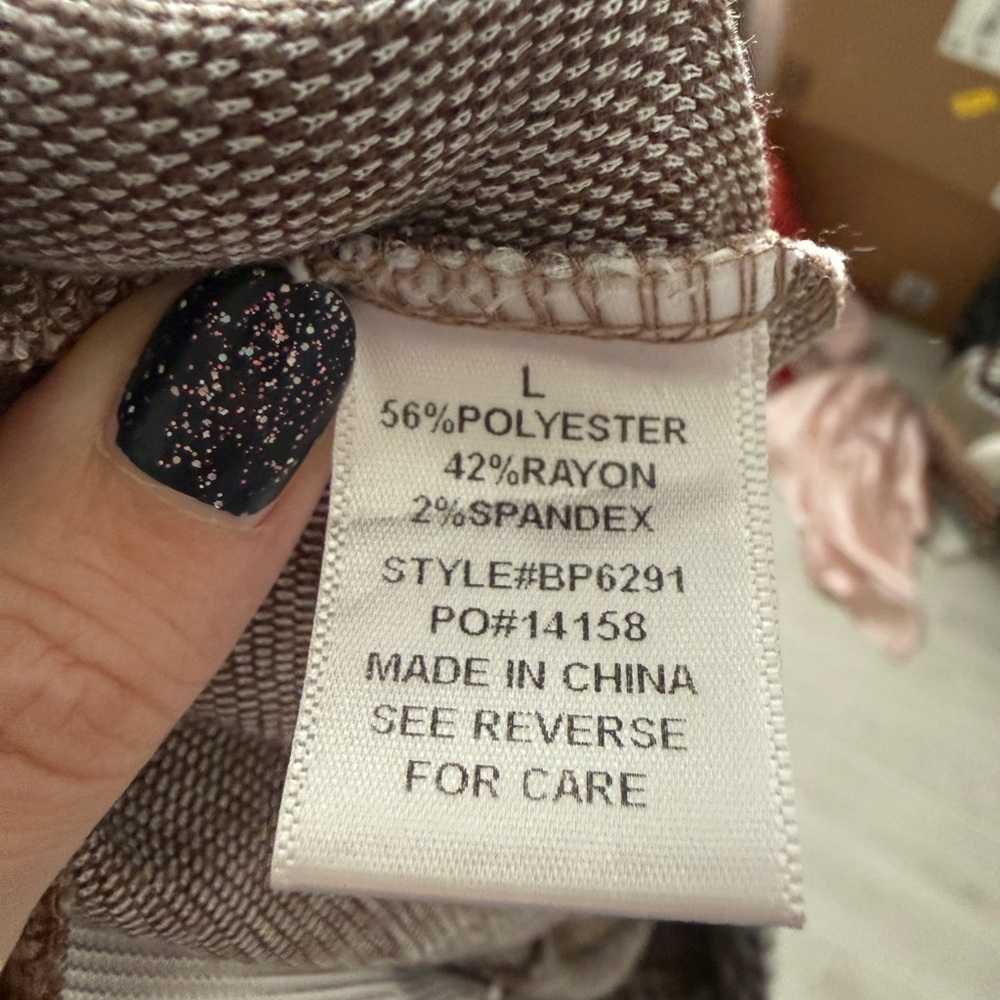 L
56%POLYESTER
42%RAYON
2%SPANDEX
STYLE#BP6291
PO#14158
MADE IN CHINA
SEE REVERSE
FOR CARE